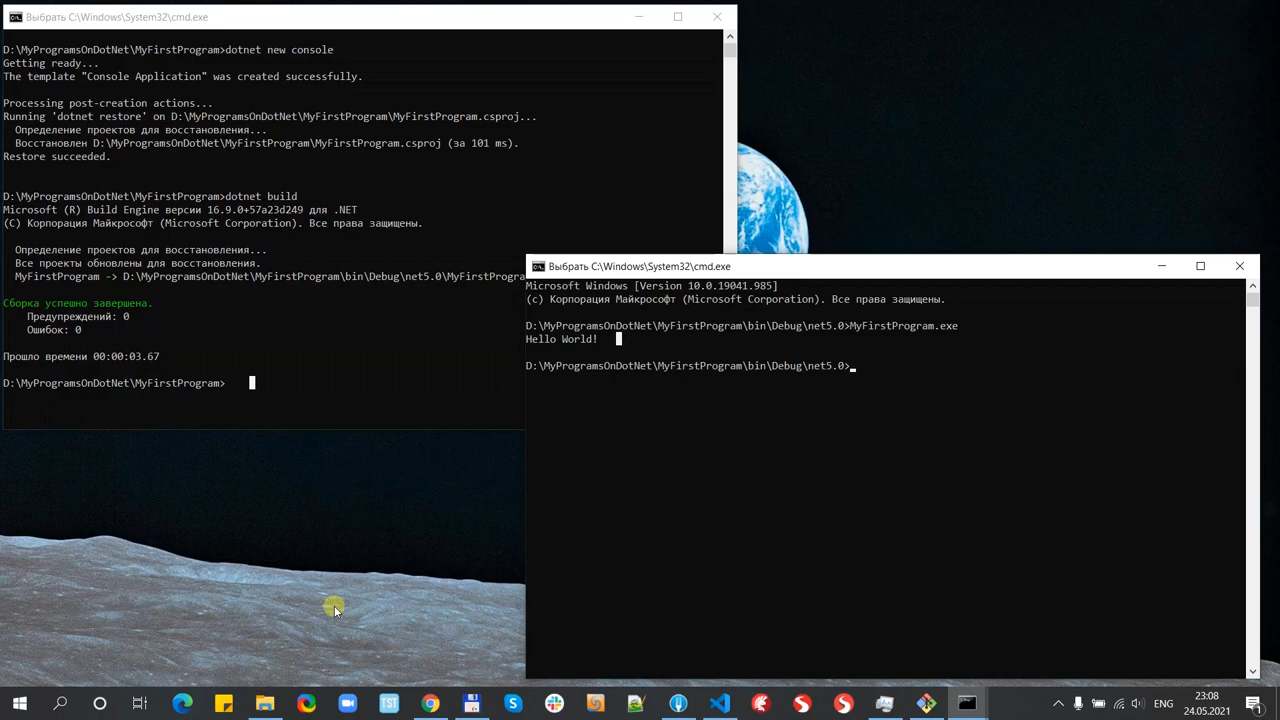 Выбрать C:\Windows\System32\cmd.exe
D:\MyProgramsOnDotNet\MyFirstProgram>dotnet new console
Getting ready...
The template "Console Application" was created successfully.
Processing post-creation actions...
Running 'dotnet restore' on D:\MyProgramsOnDotNet\MyFirstProgram\MyFirstProgram.csproj...
Определение проектов для восстановления...
Восстановлен D:\MyProgramsOnDotNet\MyFirstProgram\MyFirstProgram.csproj (за 101 ms).
Restore succeeded.
D:\MyProgramsOnDotNet\MyFirstProgram>dotnet build
Microsoft (R) Build Engine версии 16.9.0+57a23d249 для .NET
(C) Корпорация Майкрософт (Microsoft Corporation). Все права защищены.
Определение проектов для восстановления...
Все проекты обновлены для восстановления.
MyFirstProgram -> D:\MyProgramsOnDotNet\MyFirstProgram\bin\Debug\net5.0\MyFirstProgra
Сборка успешно завершена.
Предупреждений: 0
Ошибок: 0
Прошло времени 00:00:03.67
D:\MyProgramsOnDotNet\MyFirstProgram>
Выбрать C:\Windows\System32\cmd.exe
Microsoft Windows [Version 10.0.19041.985]
(c) Корпорация Майкрософт (Microsoft Corporation). Все права защищены.
D:\MyProgramsOnDotNet\MyFirstProgram\bin\Debug\net5.0>MyFirstProgram.exe
Hello World!
D:\MyProgramsOnDotNet\MyFirstProgram\bin\Debug\net5.0>
TST
ENG
23:08
24.05.2021